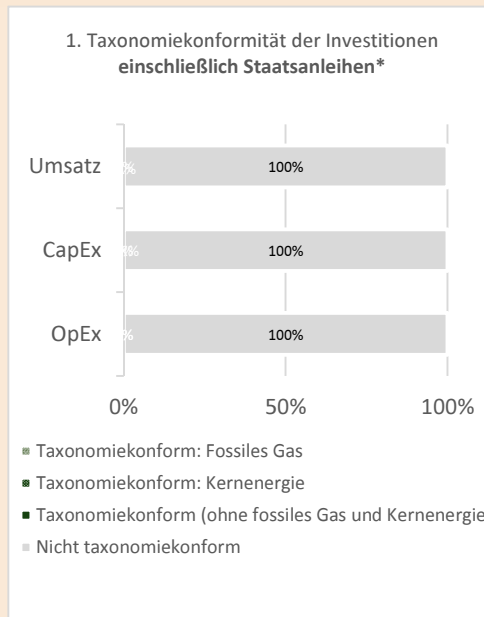 1. Taxonomiekonformität der Investitionen
einschließlich Staatsanleihen*
Umsatz
100%
CapEx
100%
OpEx
100%
0% 50% 100%
Taxonomiekonform: Fossiles Gas
Taxonomiekonform: Kernenergie
Taxonomiekonform (ohne fossiles Gas und Kernenergie
Nicht taxonomiekonform